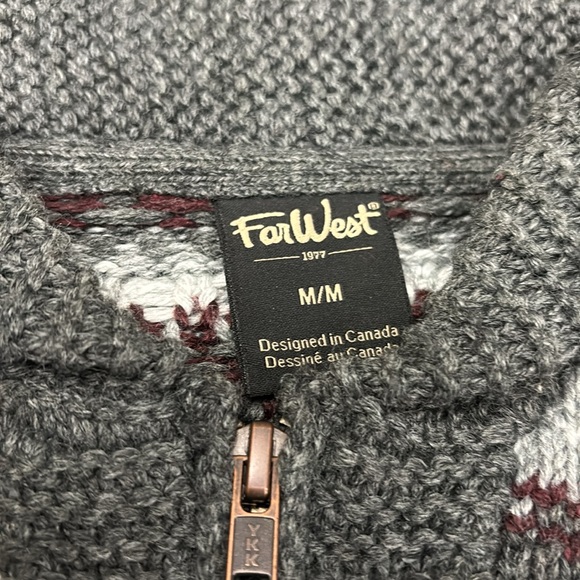 FarWest®
1977
M/M
Designed in Canada
Dessiné au Canada
YKK